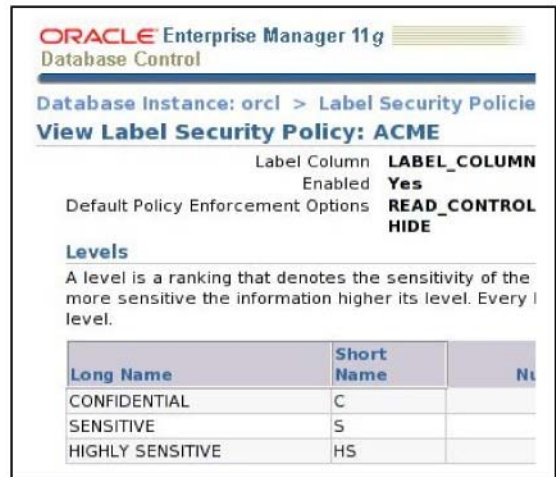 ORACLE Enterprise Manager 11g
Database Control
Database Instance: orcl > Label Security Policie
View Label Security Policy: ACME
Label Column LABEL_COLUMN
Enabled Yes
Default Policy Enforcement Options READ_CONTROL
HIDE
Levels
A level is a ranking that denotes the sensitivity of the
more sensitive the information higher its level. Every
level.
Long Name Short Name
CONFIDENTIAL C
SENSITIVE S
HIGHLY SENSITIVE HS